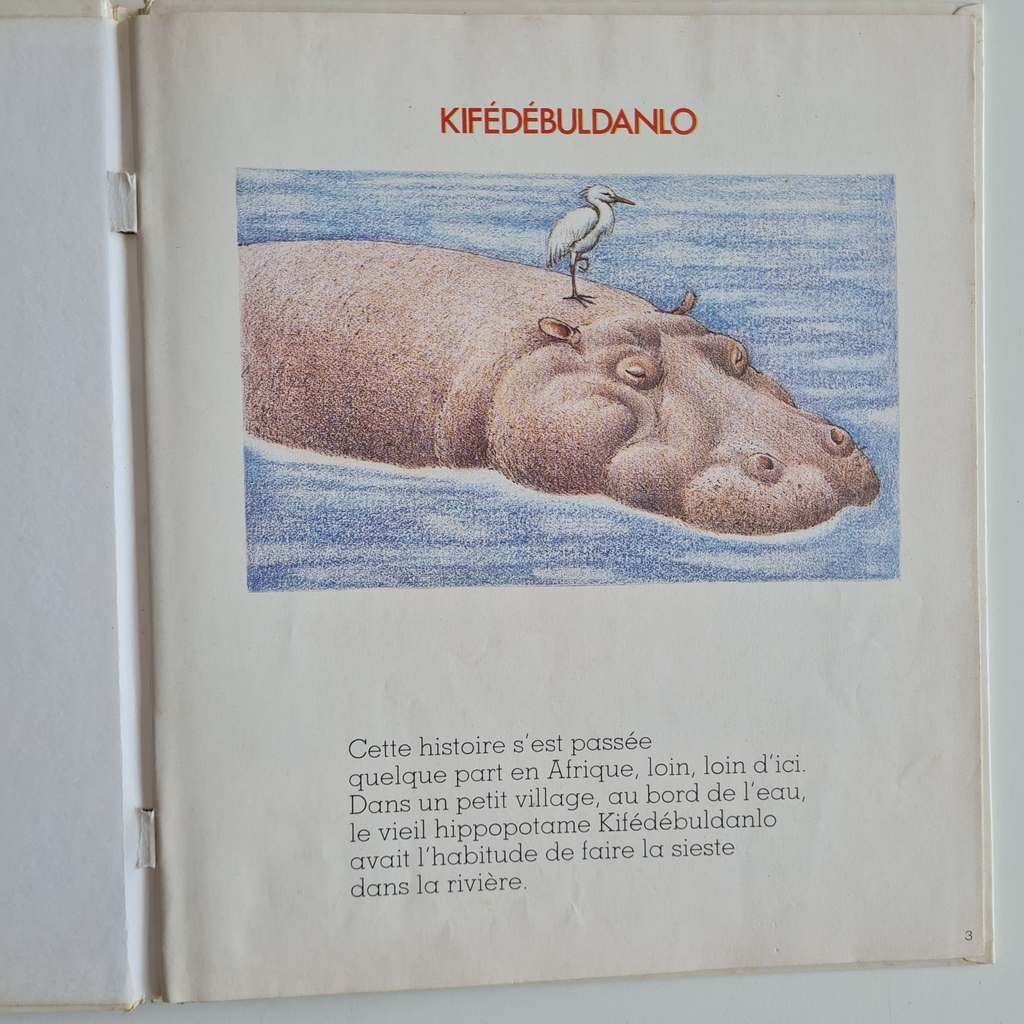 KIFÉDÉBULDANLO
Cette histoire s'est passée
quelque part en Afrique, loin, loin d'ici.
Dans un petit village, au bord de l'eau,
le vieil hippopotame Kifédébuldanlo
avait l'habitude de faire la sieste
dans la rivière.
3